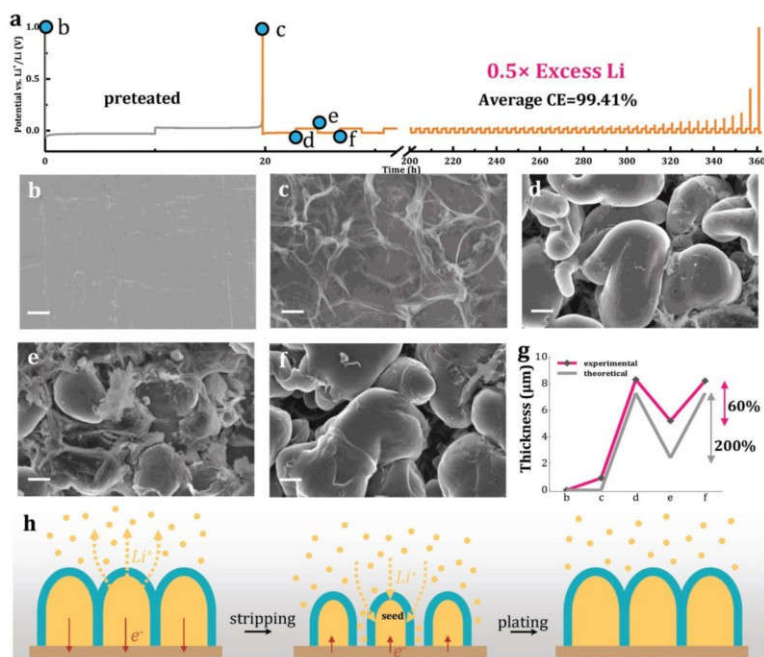 a
Potential vs. Li⁺/Li (V)
1.0
0.5
0.0
b
c
d
e
f
preteated
0.5× Excess Li
Average CE=99.41%
0
20
200 220 240 260 280 300 320 340 360
Time (h)
b
c
d
e
f
g
experimental
theoretical
Thickness (μm)
10
8
6
4
2
0
b c d e f
60%
200%
h
Li⁺
e⁻
stripping
Li⁺
seed
e⁻
plating